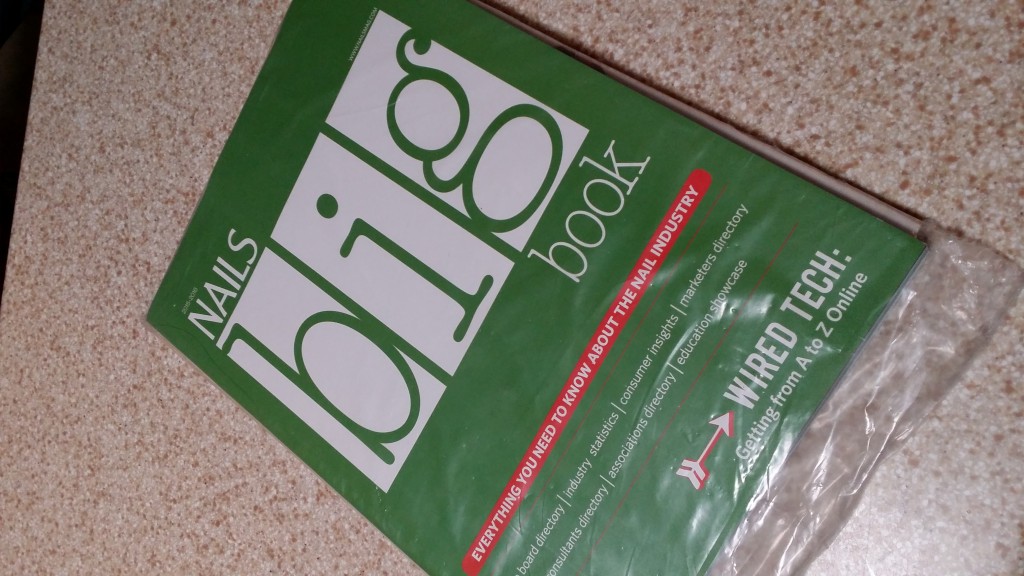 NAILS
big
book
EVERYTHING YOU NEED TO KNOW ABOUT THE NAIL INDUSTRY
board directory | industry statistics | consumer insights | marketers directory
consultants directory | associations directory | education showcase
WIRED TECH:
Getting from A to Z Online